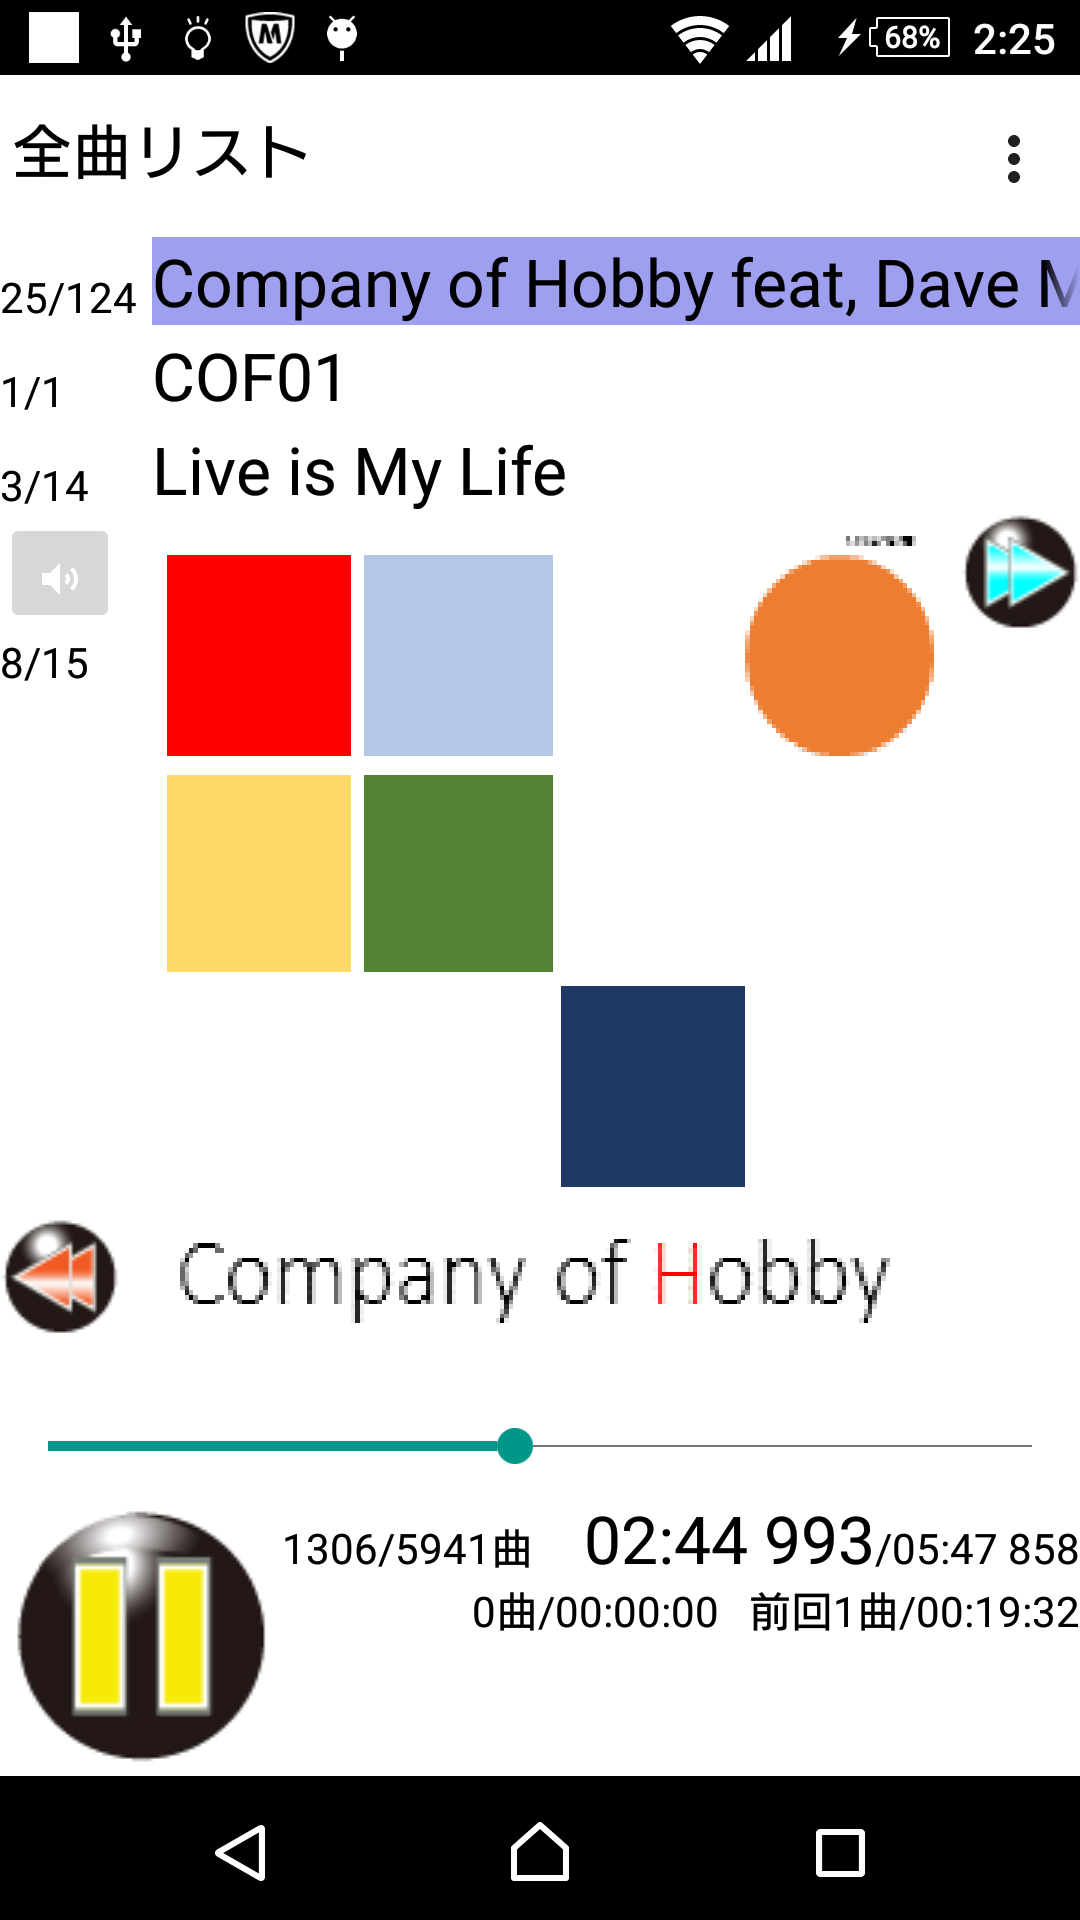 68% 2:25
全曲リスト
25/124 Company of Hobby feat, Dave
1/1 COF01
3/14 Live is My Life
8/15
Company of Hobby
1306/5941曲 02:44 993/05:47 858
0曲/00:00:00 前回1曲/00:19:32